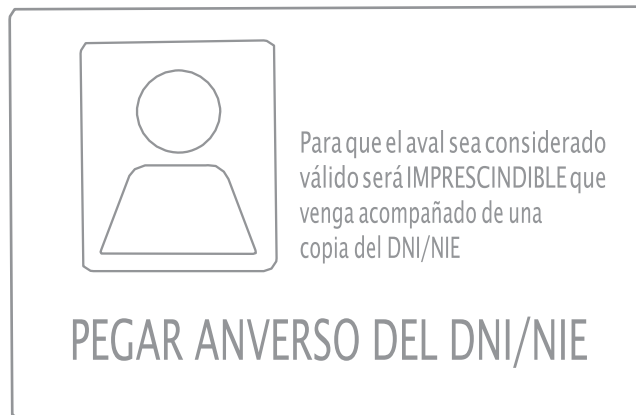 Para que el aval sea considerado
válido será IMPRESCINDIBLE que
venga acompañado de una
copia del DNI/NIE
PEGAR ANVERSO DEL DNI/NIE